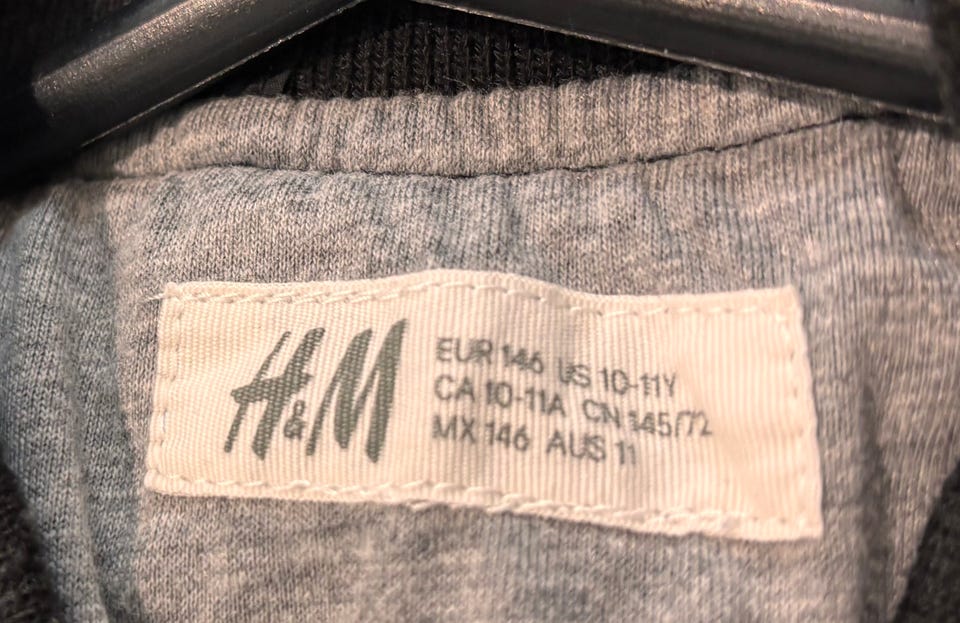 H&M
EUR 146 US 10-11Y
CA 10-11A CN 145/72
MX 146 AUS 11